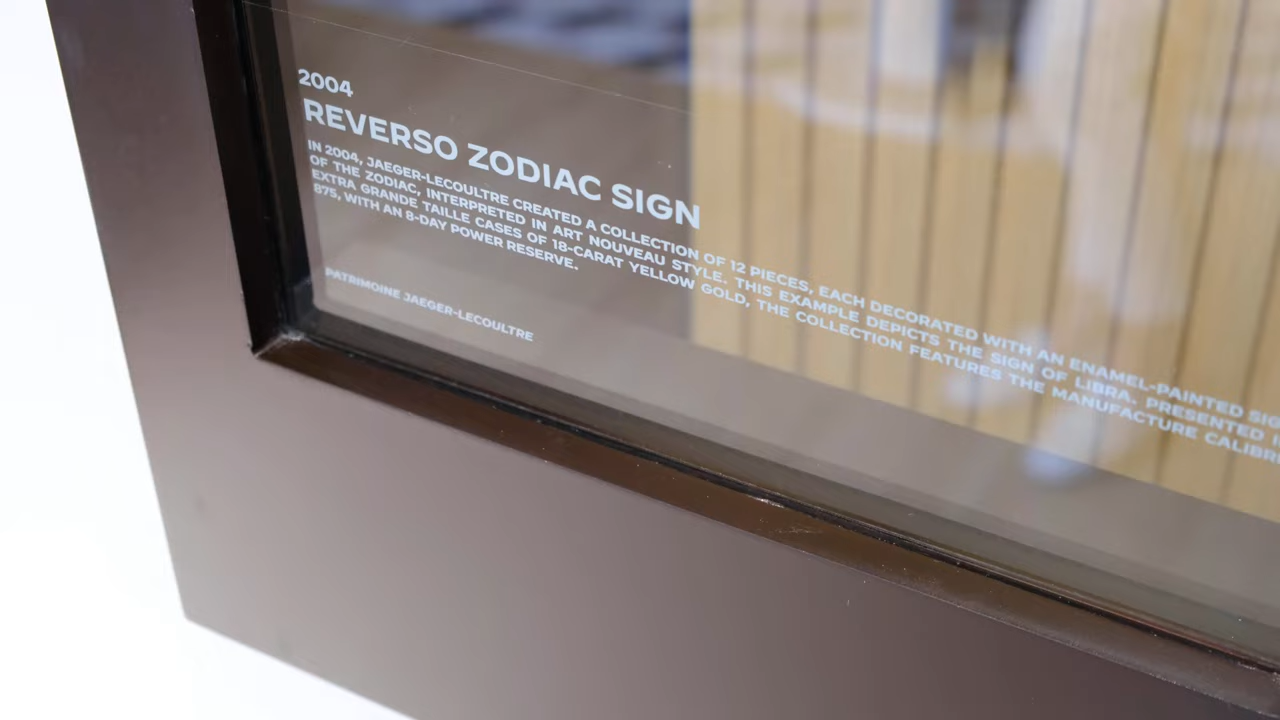 2004
REVERSO ZODIAC SIGN
IN 2004, JAEGER-LECOULTRE CREATED A COLLECTION OF 12 PIECES, EACH DECORATED WITH AN ENAMEL-PAINTED
OF THE ZODIAC, INTERPRETED IN ART NOUVEAU STYLE. THIS EXAMPLE DEPICTS THE SIGN OF LIBRA. PRESENTED
EXTRA GRANDE TAILLE CASES OF 18-CARAT YELLOW GOLD, THE COLLECTION FEATURES THE MANUFACTURE CALIBRE
875, WITH AN 8-DAY POWER RESERVE.
PATRIMOINE JAEGER-LECOULTRE